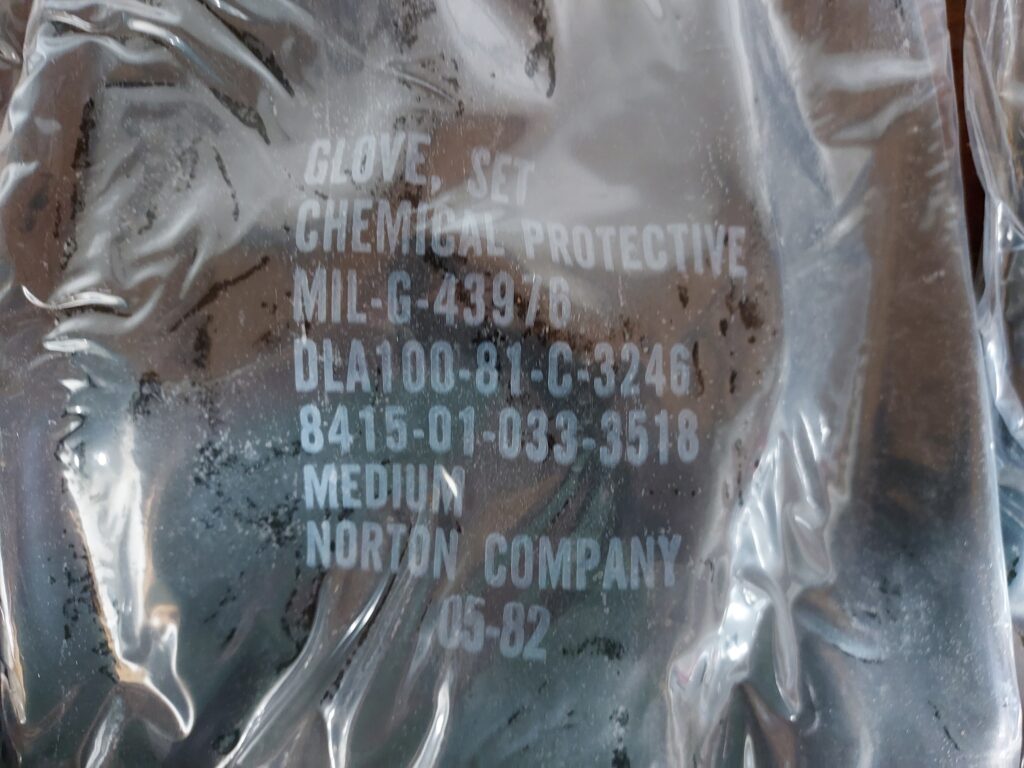 GLOVE, SET
CHEMICAL PROTECTIVE
MIL-G-43976
DLA100-81-C-3246
8415-01-033-3518
MEDIUM
NORTON COMPANY
05-82